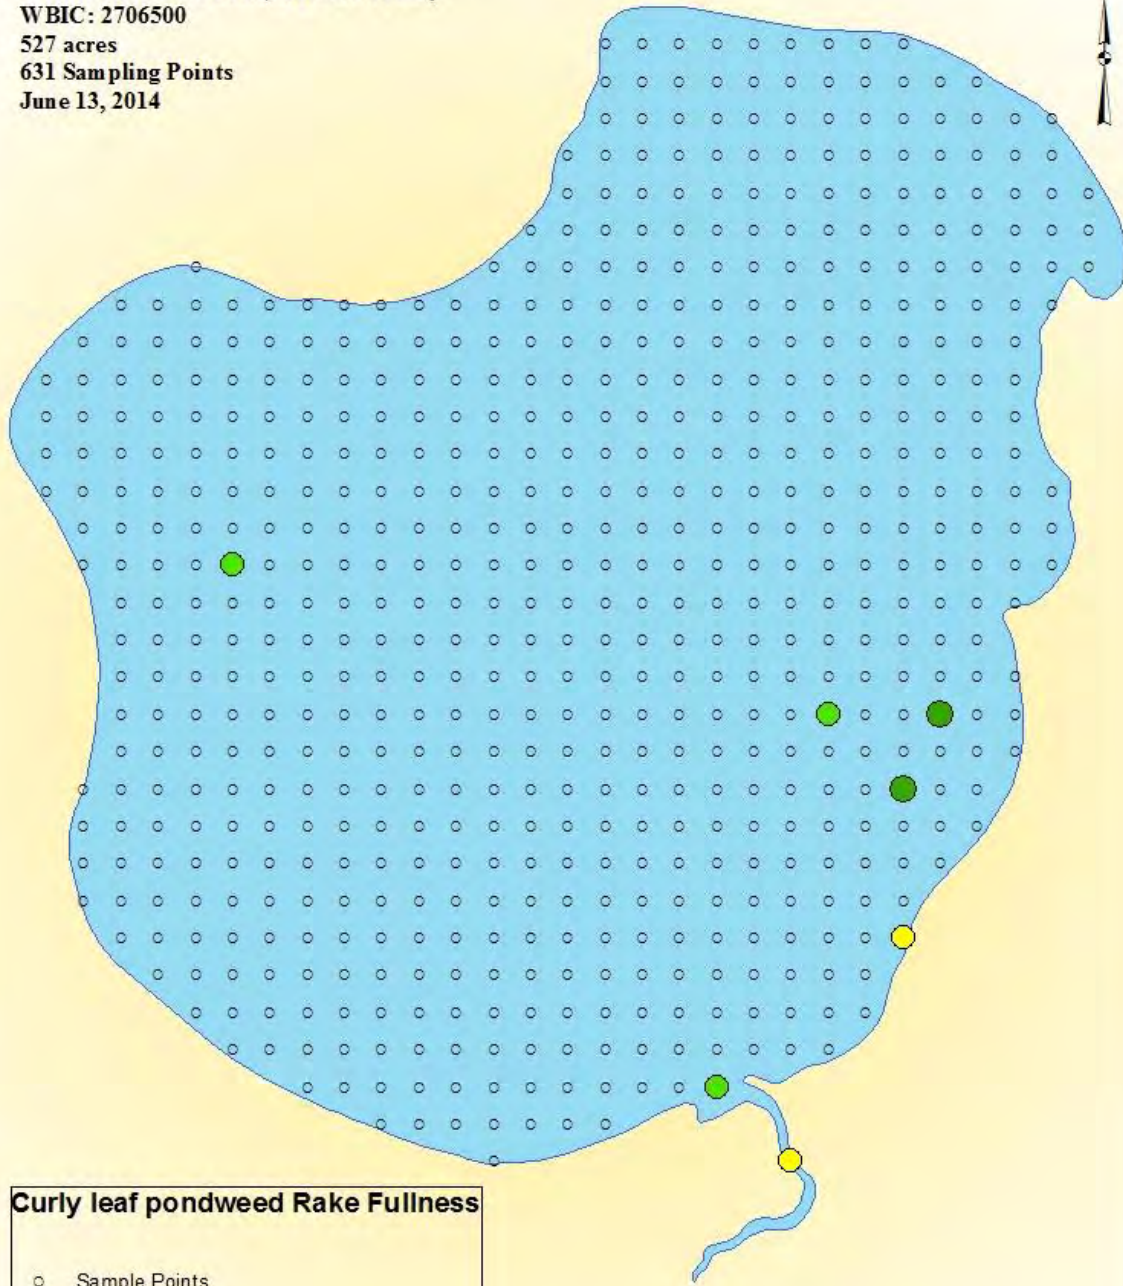 WBIC: 2706500
527 acres
631 Sampling Points
June 13, 2014
Curly leaf pondweed Rake Fullness
Sample Points